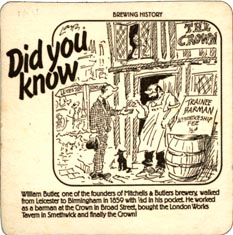 BREWING HISTORY
Did you
know
THE
CROWN
TRAINEE
BARMAN
ATTENDANCE
FEE
William Butler, one of the founders of Mitchells & Butlers brewery, walked
from Leicester to Birmingham in 1859 with 1/4d in his pocket. He worked
as a barman at the Crown in Broad Street, bought the London Works
Tavern in Smethwick and finally the Crown!